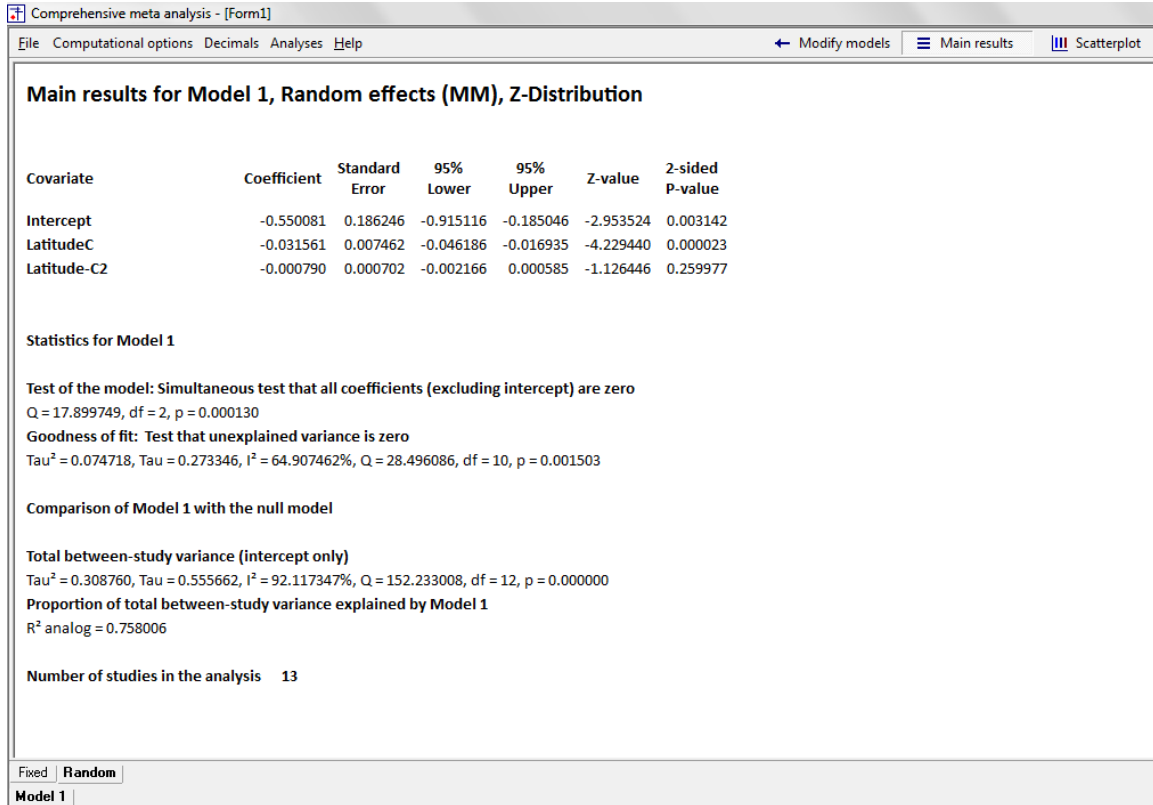 Comprehensive meta analysis - [Form1]
File Computational options Decimals Analyses Help Modify models Main results Scatterplot
Main results for Model 1, Random effects (MM), Z-Distribution
Covariate Coefficient Standard Error 95% Lower 95% Upper Z-value 2-sided P-value
Intercept -0.550081 0.186246 -0.915116 -0.185046 -2.953524 0.003142
LatitudeC -0.031561 0.007462 -0.046186 -0.016935 -4.229440 0.000023
Latitude-C2 -0.000790 0.000702 -0.002166 0.000585 -1.126446 0.259977
Statistics for Model 1
Test of the model: Simultaneous test that all coefficients (excluding intercept) are zero
Q = 17.899749, df = 2, p = 0.000130
Goodness of fit: Test that unexplained variance is zero
Tau² = 0.074718, Tau = 0.273346, I² = 64.907462%, Q = 28.496086, df = 10, p = 0.001503
Comparison of Model 1 with the null model
Total between-study variance (intercept only)
Tau² = 0.308760, Tau = 0.555662, I² = 92.117347%, Q = 152.233008, df = 12, p = 0.000000
Proportion of total between-study variance explained by Model 1
R² analog = 0.758006
Number of studies in the analysis 13
Fixed Random
Model 1